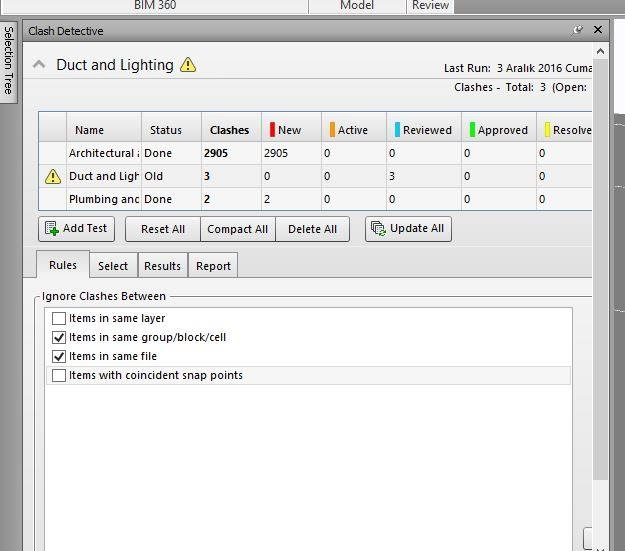 BIM 360 Model Review
Clash Detective
Selection Tree
Duct and Lighting
Last Run: 3 Aralık 2016 Cuma
Clashes - Total: 3 (Open:
Name Status Clashes New Active Reviewed Approved Resolve
Architectural a Done 2905 2905 0 0 0 0
Duct and Ligh Old 3 0 0 3 0 0
Plumbing and Done 2 2 0 0 0 0
Add Test Reset All Compact All Delete All Update All
Rules Select Results Report
Ignore Clashes Between
Items in same layer
Items in same group/block/cell
Items in same file
Items with coincident snap points